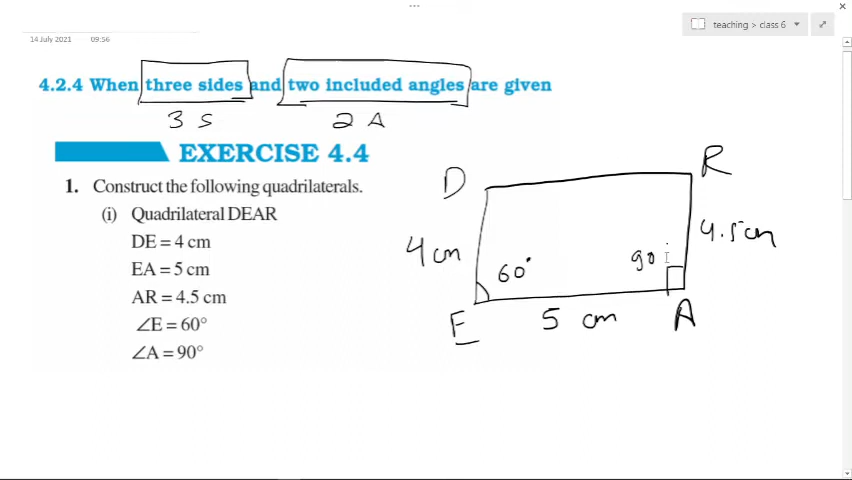 teaching > class 6
14 July 2021 09:56
4.2.4 When three sides and two included angles are given
3 S 2 A
EXERCISE 4.4
1. Construct the following quadrilaterals.
(i) Quadrilateral DEAR
DE = 4 cm
EA = 5 cm
AR = 4.5 cm
∠E = 60°
∠A = 90°
D R
4 cm 4.5cm
60° 90
E 5 cm A